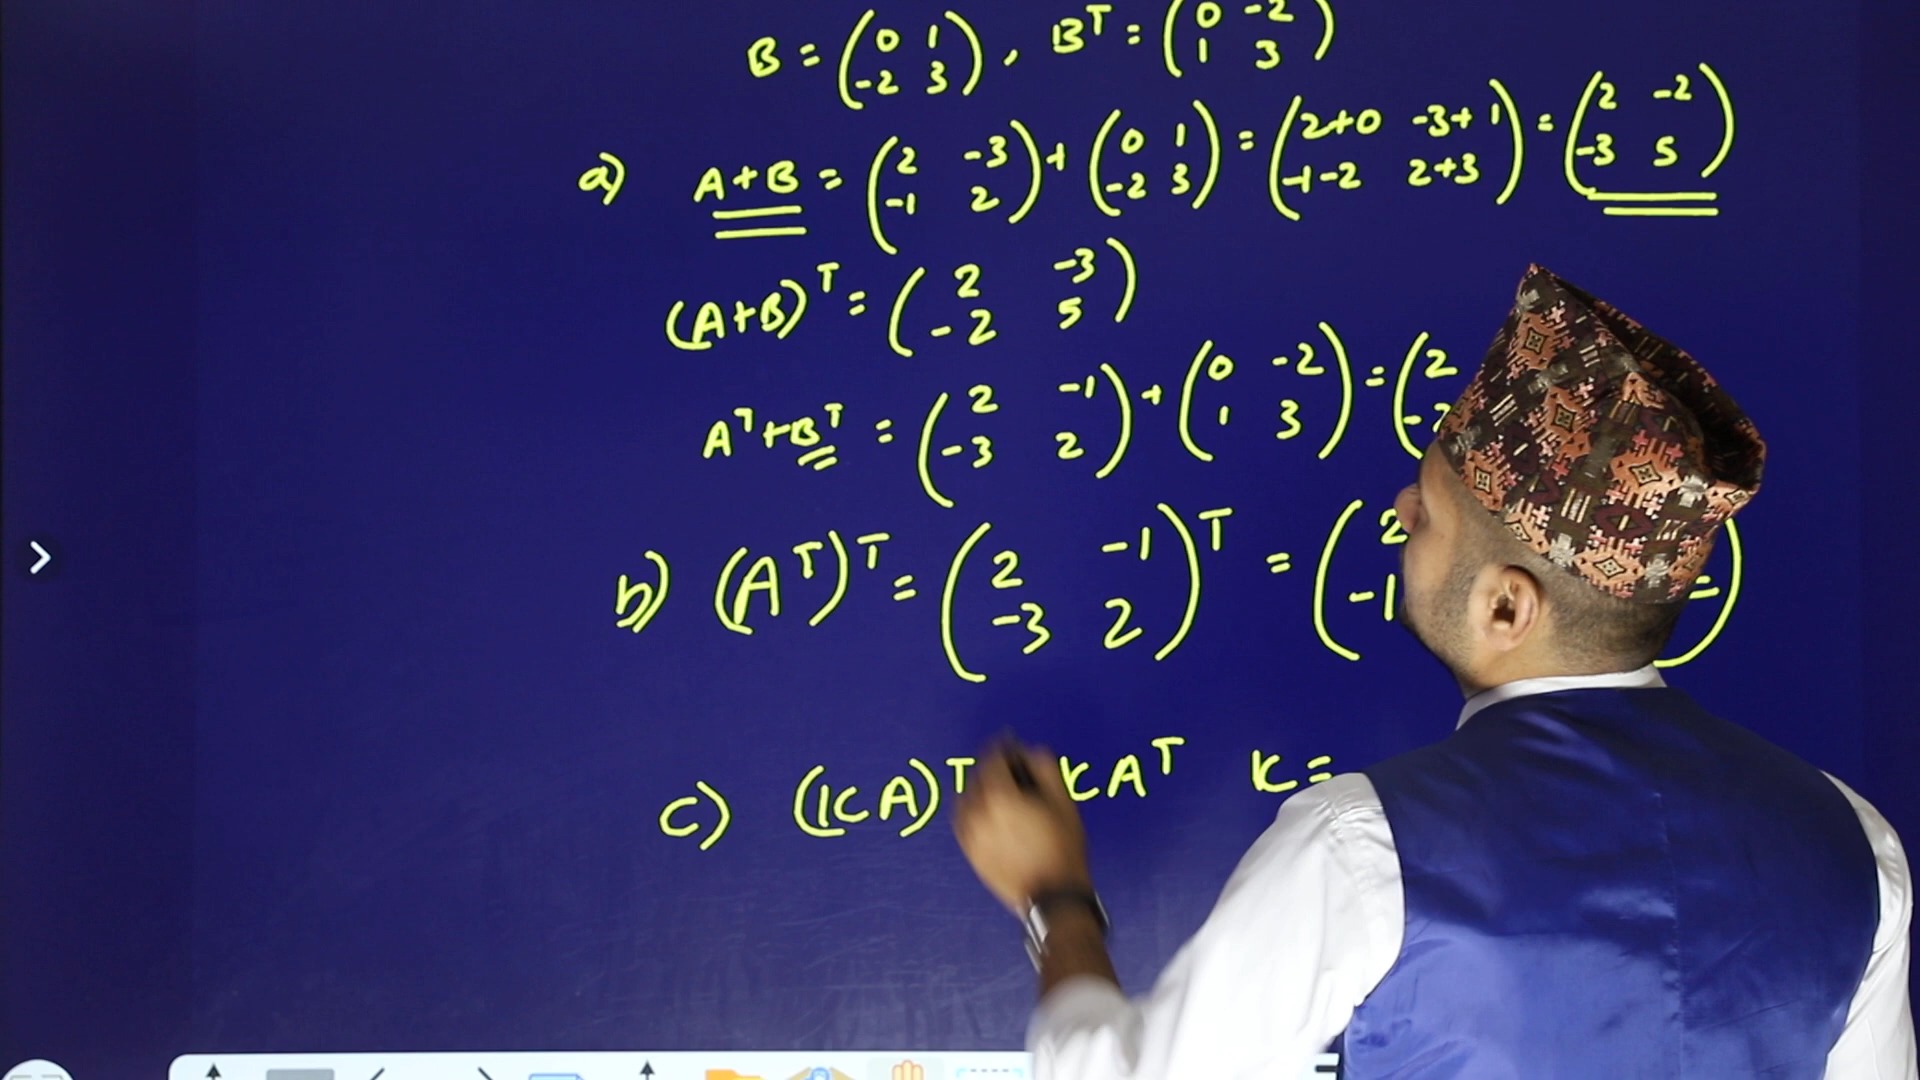 B = (0 1 -2 3), B^T = (0 -2 1 3)
a) A+B = (2 -3 -1 2) + (0 1 -2 3) = (2+0 -3+1 -1-2 2+3) = (2 -2 -3 5)
(A+B)^T = (2 -3 -2 5)
A^T+B^T = (2 -1 -3 2) + (0 -2 1 3) = (2
b) (A^T)^T = (2 -1 -3 2)^T = (2 -1 )
c) (KA)^T KA^T K=